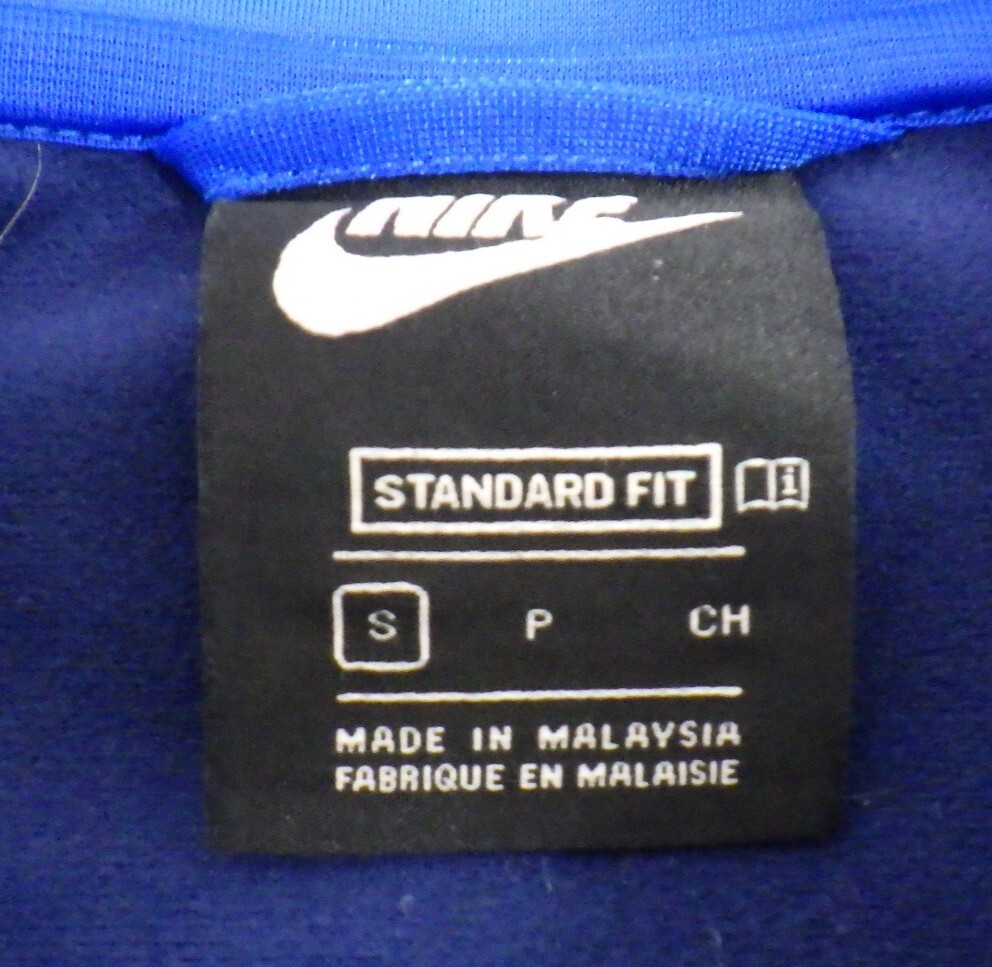 NIKE
STANDARD FIT i
S P CH
MADE IN MALAYSIA
FABRIQUE EN MALAISIE